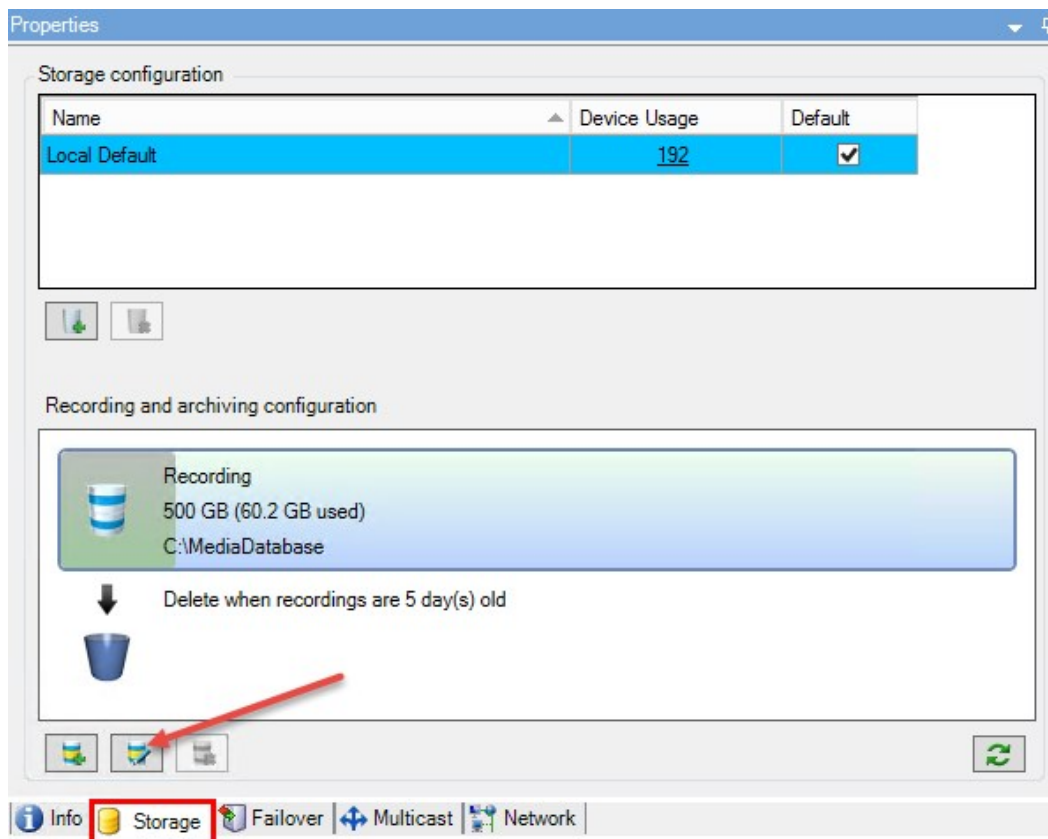 Properties
Storage configuration
Name Device Usage Default
Local Default 192
Recording and archiving configuration
Recording
500 GB (60.2 GB used)
C:\MediaDatabase
Delete when recordings are 5 day(s) old
Info Storage Failover Multicast Network